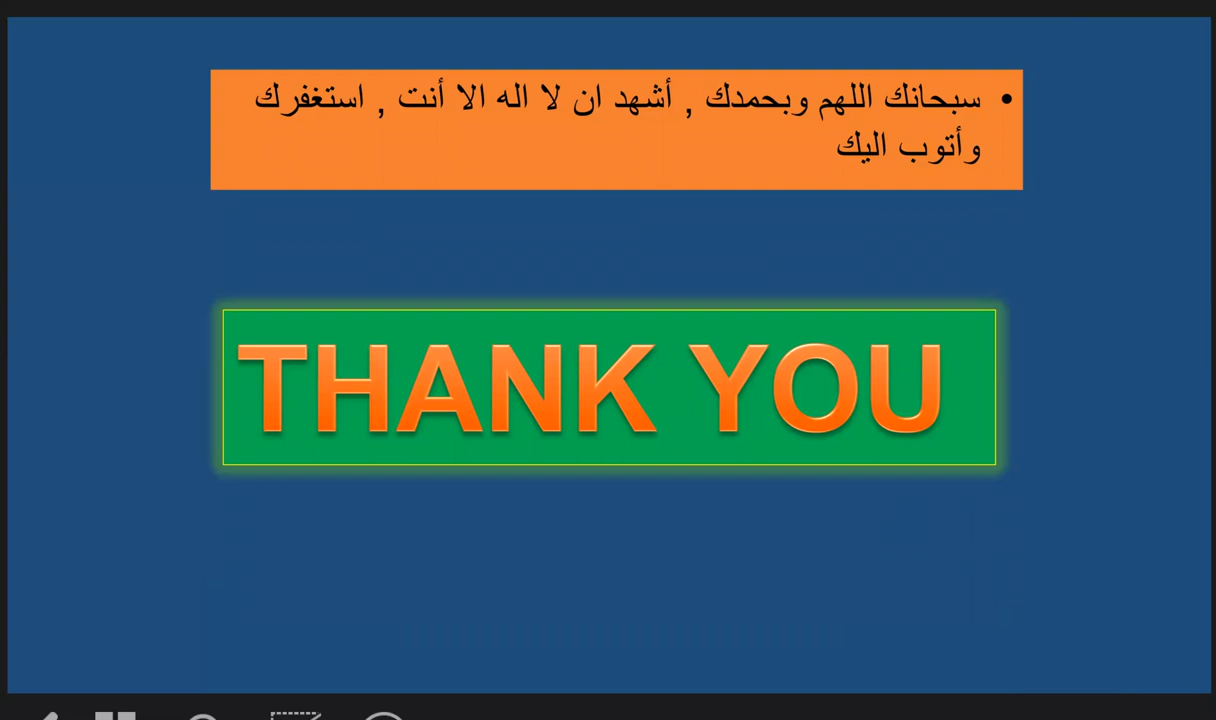 • سبحانك اللهم وبحمدك , أشهد ان لا اله الا أنت , استغفرك
وأتوب اليك
THANK YOU